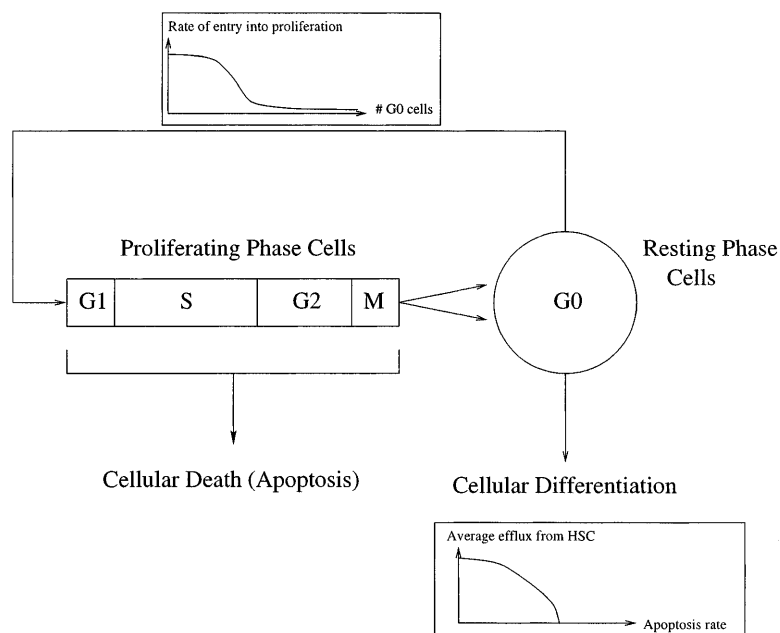 Rate of entry into proliferation
# G0 cells
Proliferating Phase Cells
Resting Phase
Cells
G1 S G2 M
G0
Cellular Death (Apoptosis)
Cellular Differentiation
Average efflux from HSC
Apoptosis rate